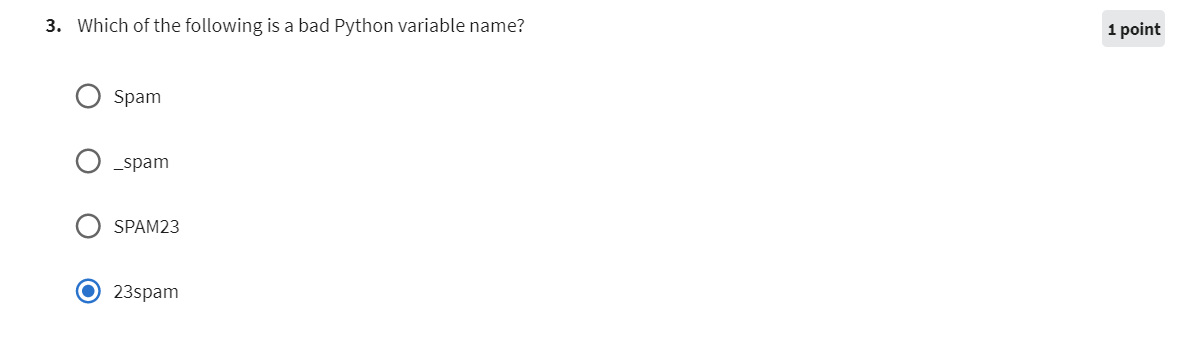 3. Which of the following is a bad Python variable name?
1 point
Spam
_spam
SPAM23
23spam